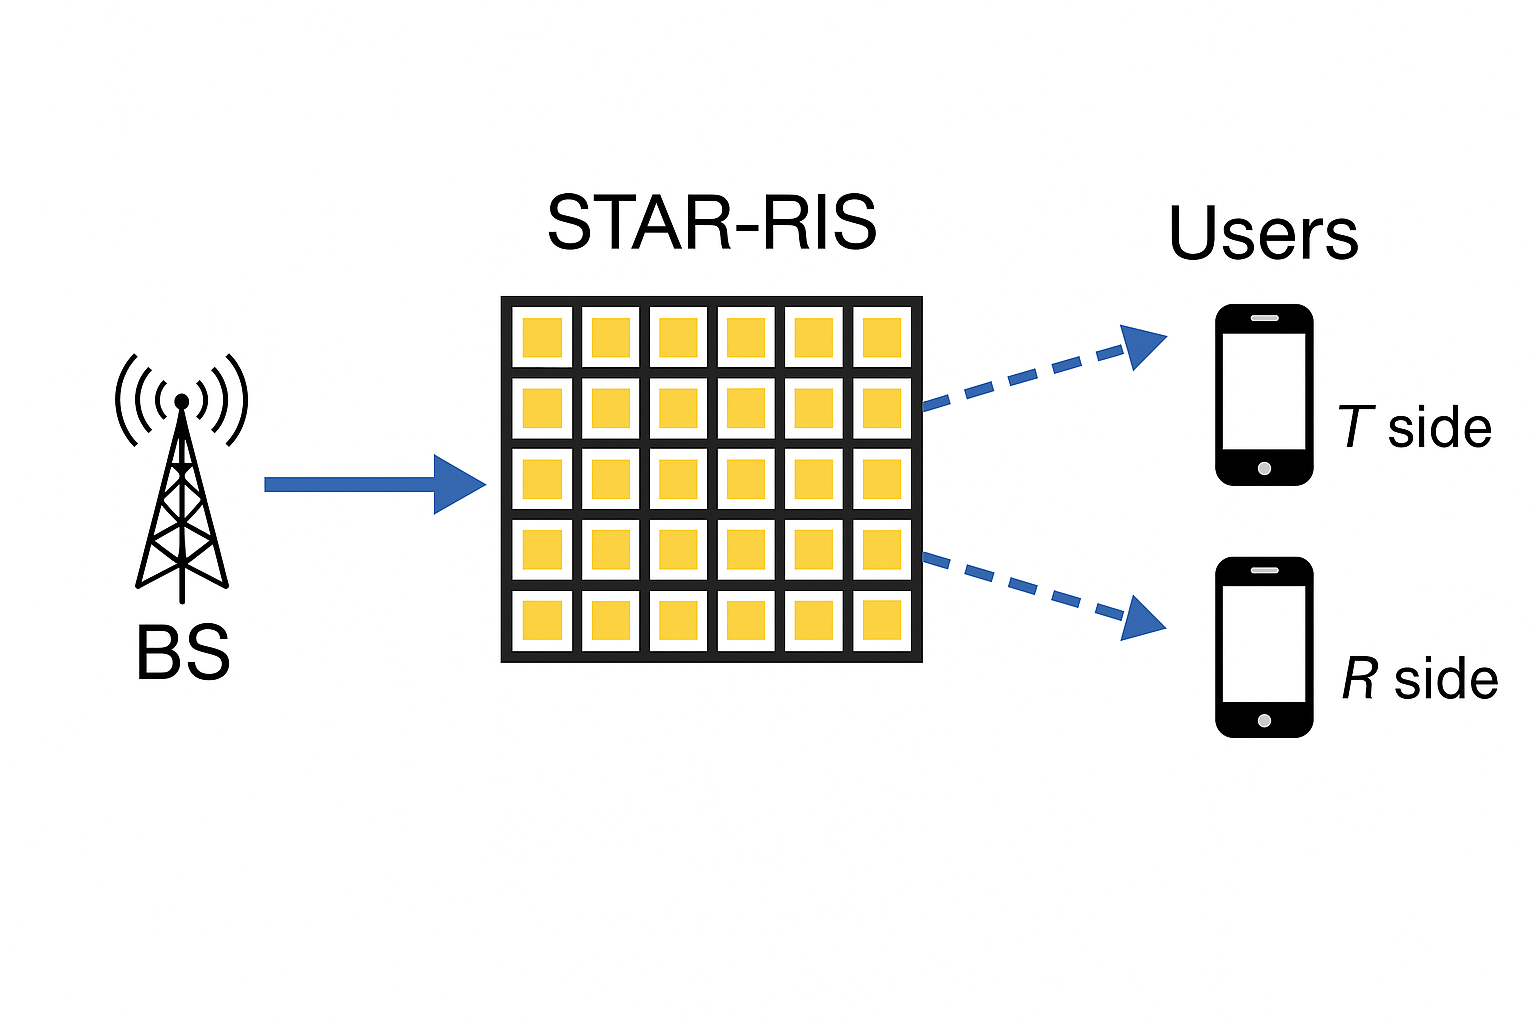 STAR-RIS
Users
T side
BS
R side